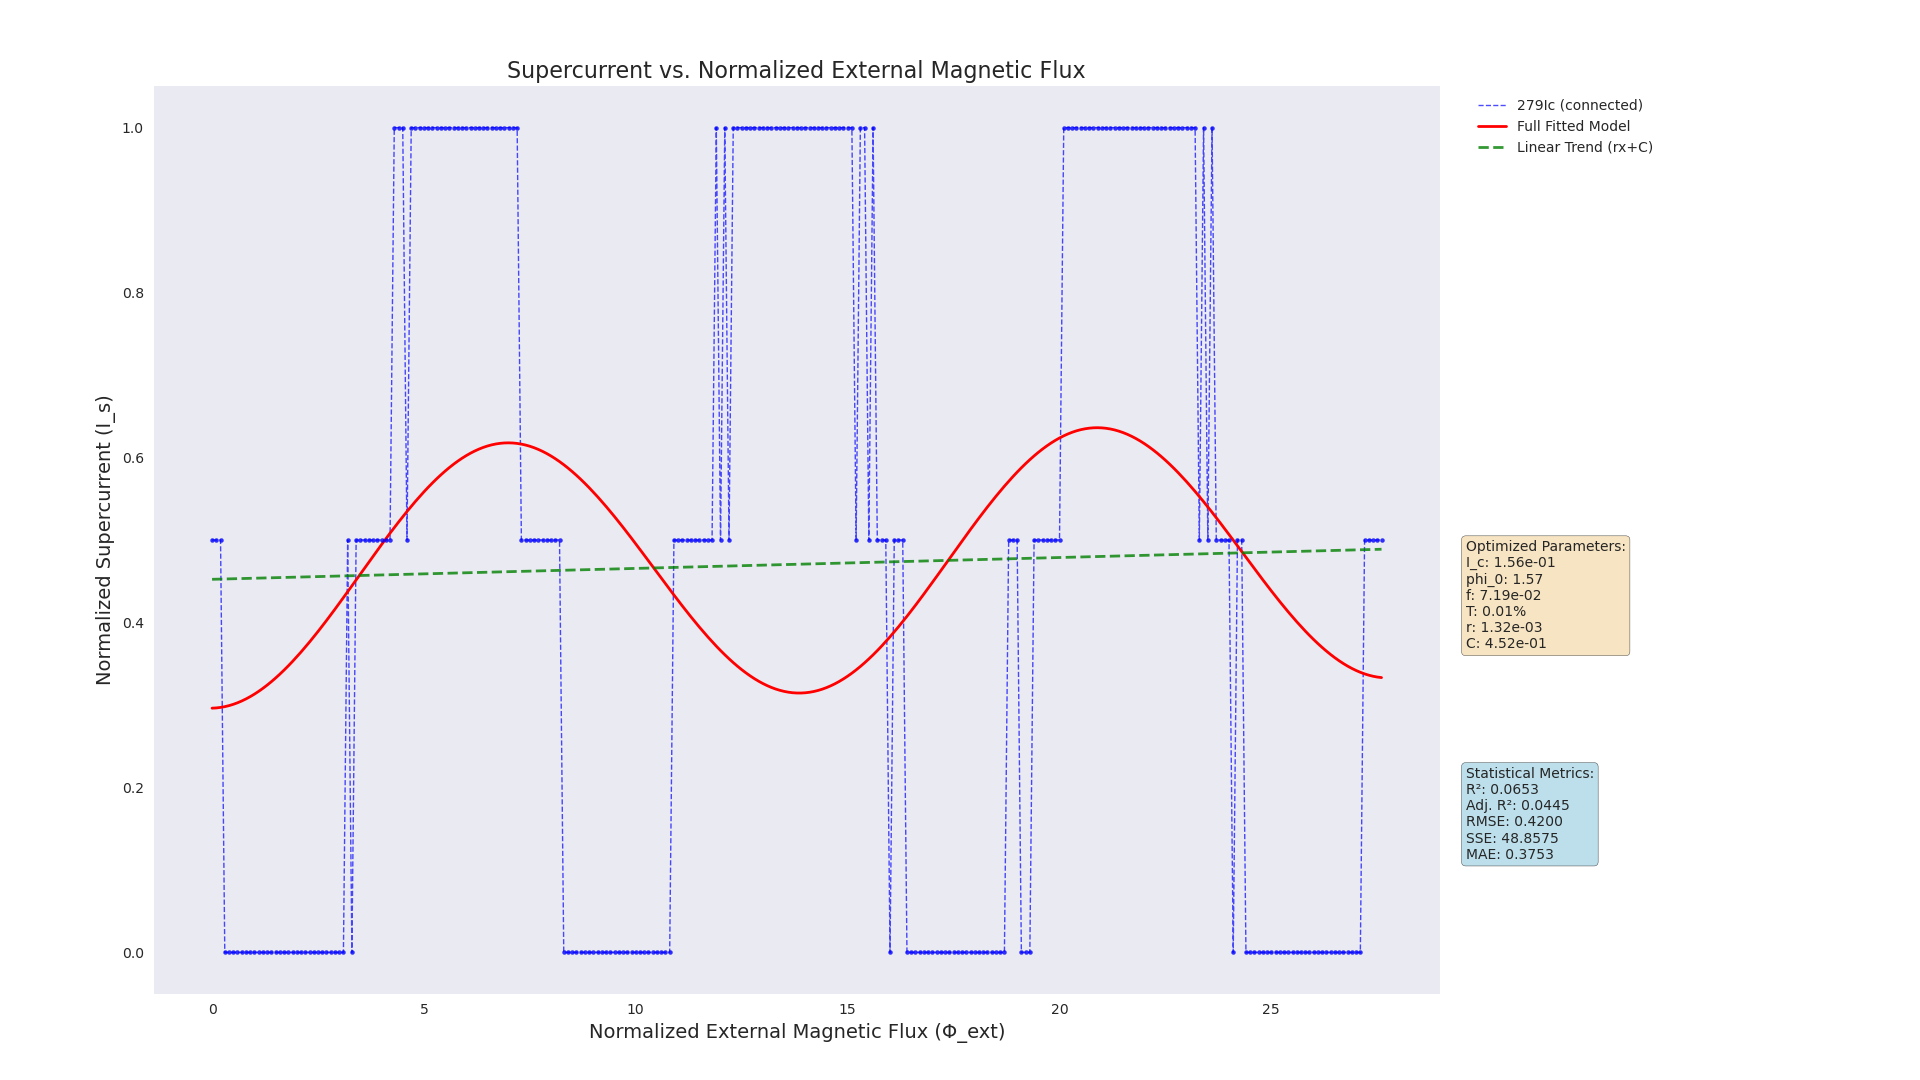 Supercurrent vs. Normalized External Magnetic Flux
279Ic (connected)
Full Fitted Model
Linear Trend (rx+C)
Normalized Supercurrent (I_s)
1.0
0.8
0.6
0.4
0.2
0.0
0
5
10
15
20
25
Normalized External Magnetic Flux (Φ_ext)
Optimized Parameters:
I_c: 1.56e-01
phi_0: 1.57
f: 7.19e-02
T: 0.01%
r: 1.32e-03
C: 4.52e-01
Statistical Metrics:
R²: 0.0653
Adj. R²: 0.0445
RMSE: 0.4200
SSE: 48.8575
MAE: 0.3753